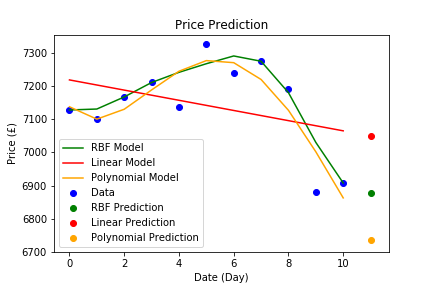 Price Prediction
7300
7200
7100
7000
6900
6800
6700
Price (£)
RBF Model
Linear Model
Polynomial Model
Data
RBF Prediction
Linear Prediction
Polynomial Prediction
0 2 4 6 8 10
Date (Day)